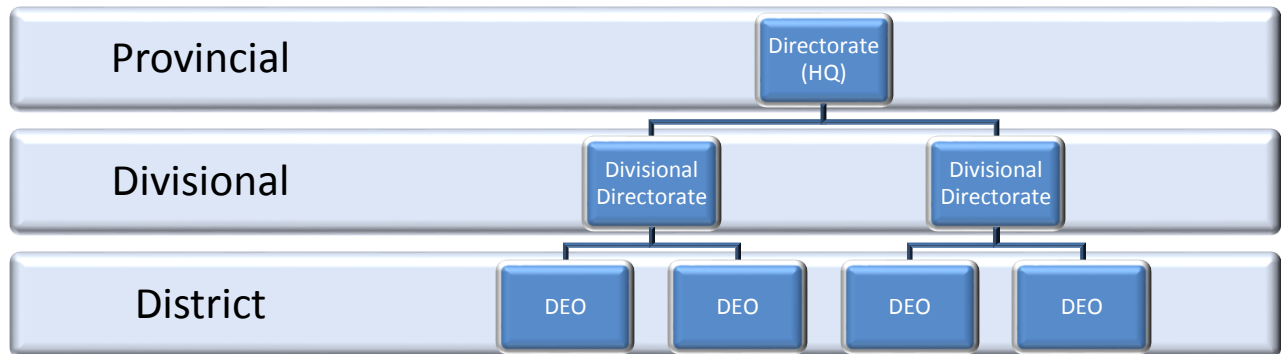 Provincial
Directorate
(HQ)
Divisional
Divisional
Directorate
Divisional
Directorate
District
DEO
DEO
DEO
DEO